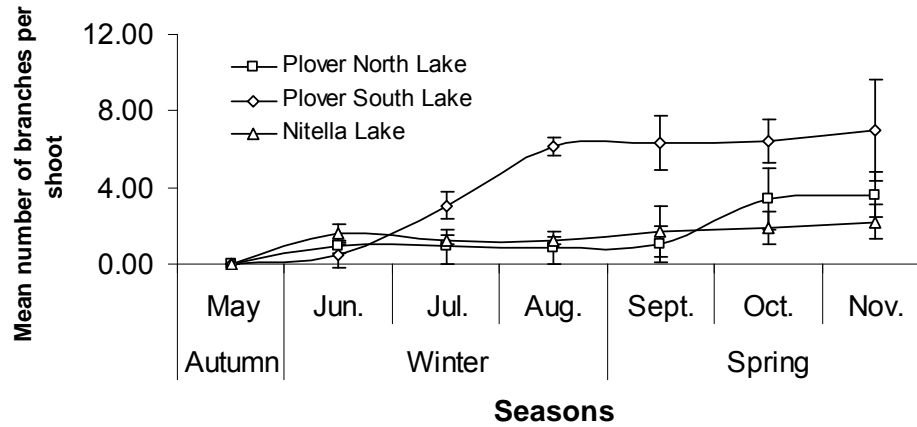 Mean number of branches per
shoot
12.00
8.00
4.00
0.00
Plover North Lake
Plover South Lake
Nitella Lake
May Jun. Jul. Aug. Sept. Oct. Nov.
Autumn Winter Spring
Seasons